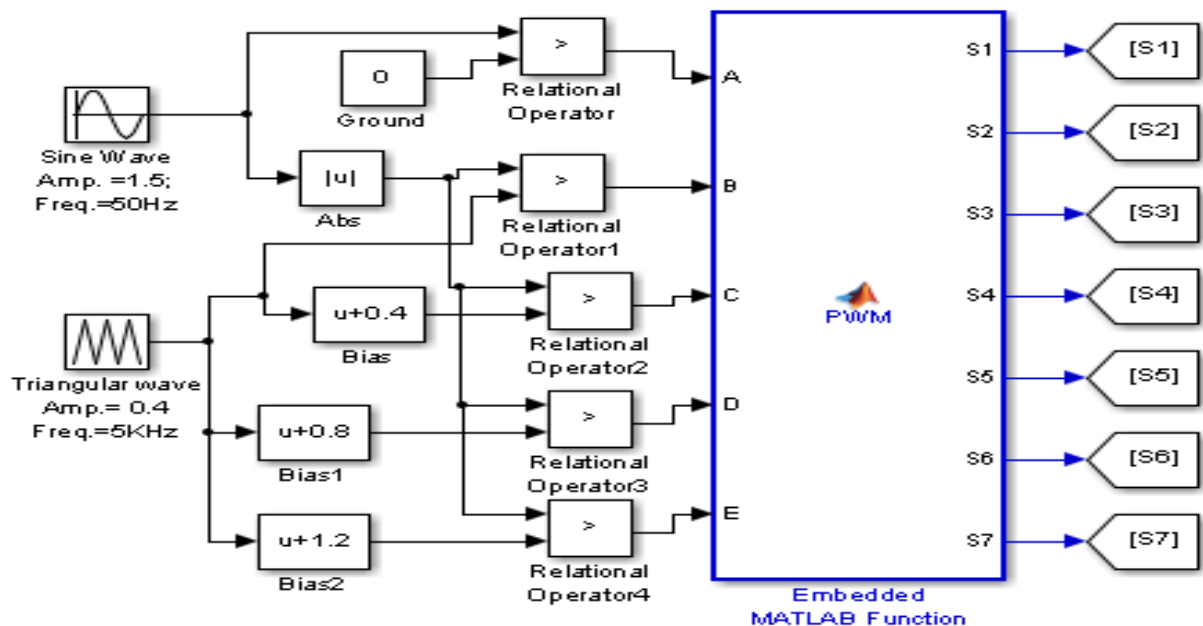 >
Relational
Operator
0
Ground
Sine Wave
Amp. =1.5;
Freq.=50Hz
|u|
Abs
>
Relational
Operator1
u+0.4
Bias
>
Relational
Operator2
Triangular wave
Amp.= 0.4
Freq.=5KHz
u+0.8
Bias1
>
Relational
Operator3
u+1.2
Bias2
>
Relational
Operator4
A
B
C
D
E
PWM
S1
S2
S3
S4
S5
S6
S7
Embedded
MATLAB Function
[S1]
[S2]
[S3]
[S4]
[S5]
[S6]
[S7]